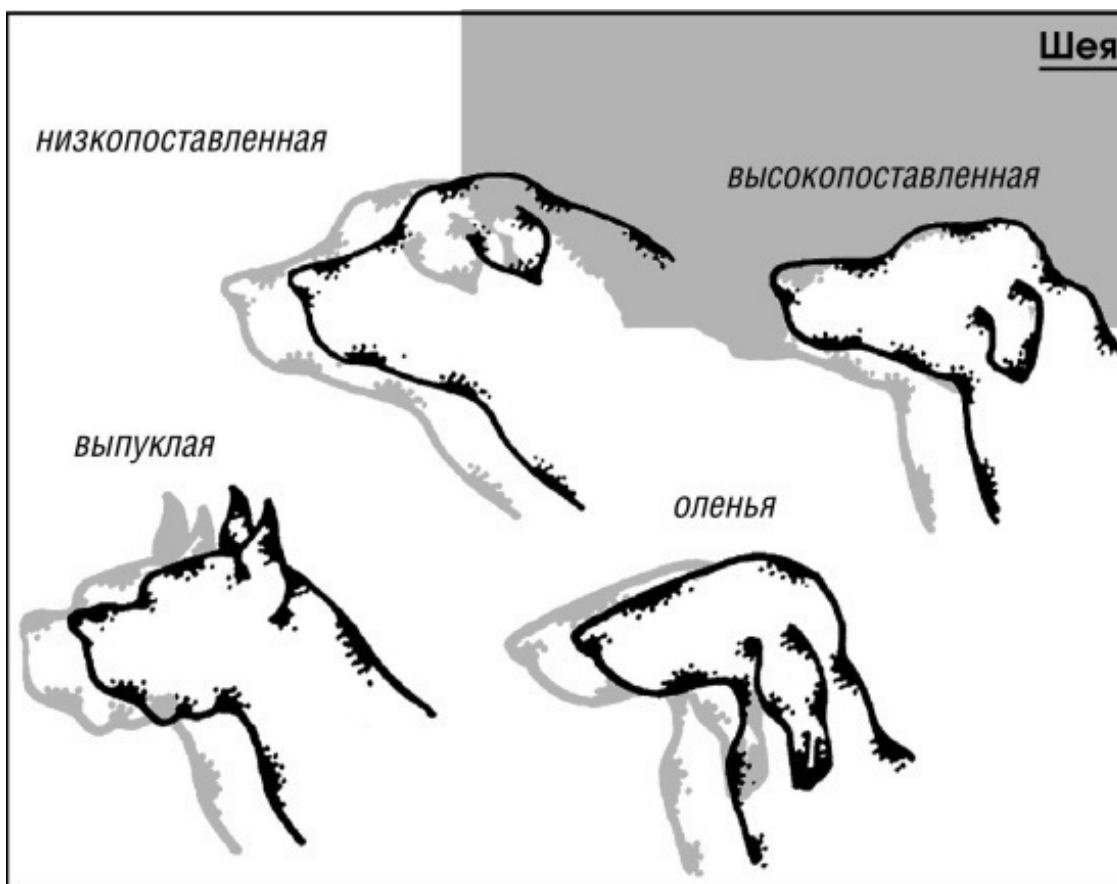 Шея
низкопоставленная
высокопоставленная
выпуклая
оленья